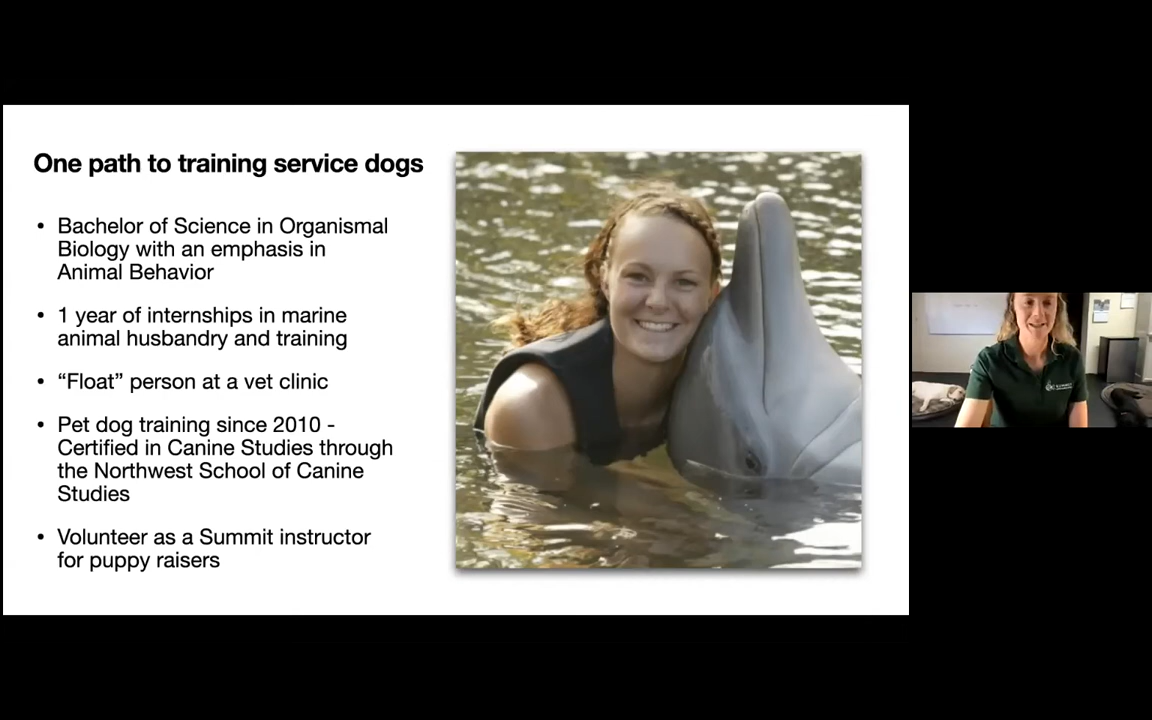 One path to training service dogs
• Bachelor of Science in Organismal
Biology with an emphasis in
Animal Behavior
• 1 year of internships in marine
animal husbandry and training
• “Float” person at a vet clinic
• Pet dog training since 2010 -
Certified in Canine Studies through
the Northwest School of Canine
Studies
• Volunteer as a Summit instructor
for puppy raisers